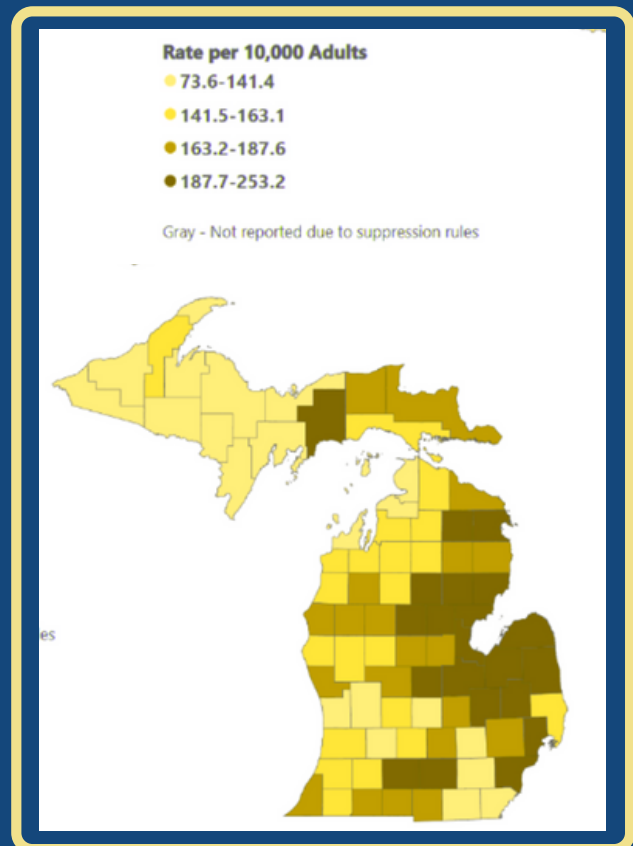 Rate per 10,000 Adults
73.6-141.4
141.5-163.1
163.2-187.6
187.7-253.2
Gray - Not reported due to suppression rules
es